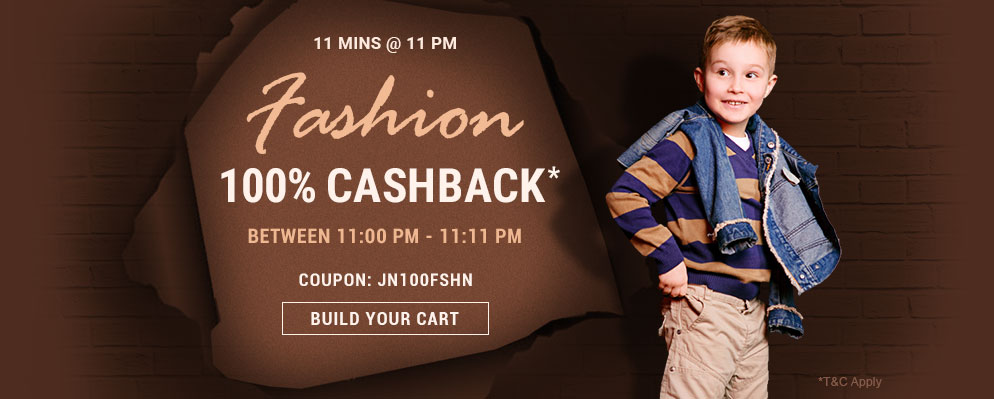 11 MINS @ 11 PM
Fashion
100% CASHBACK*
BETWEEN 11:00 PM - 11:11 PM
COUPON: JN100FSHN
BUILD YOUR CART
*T&C Apply